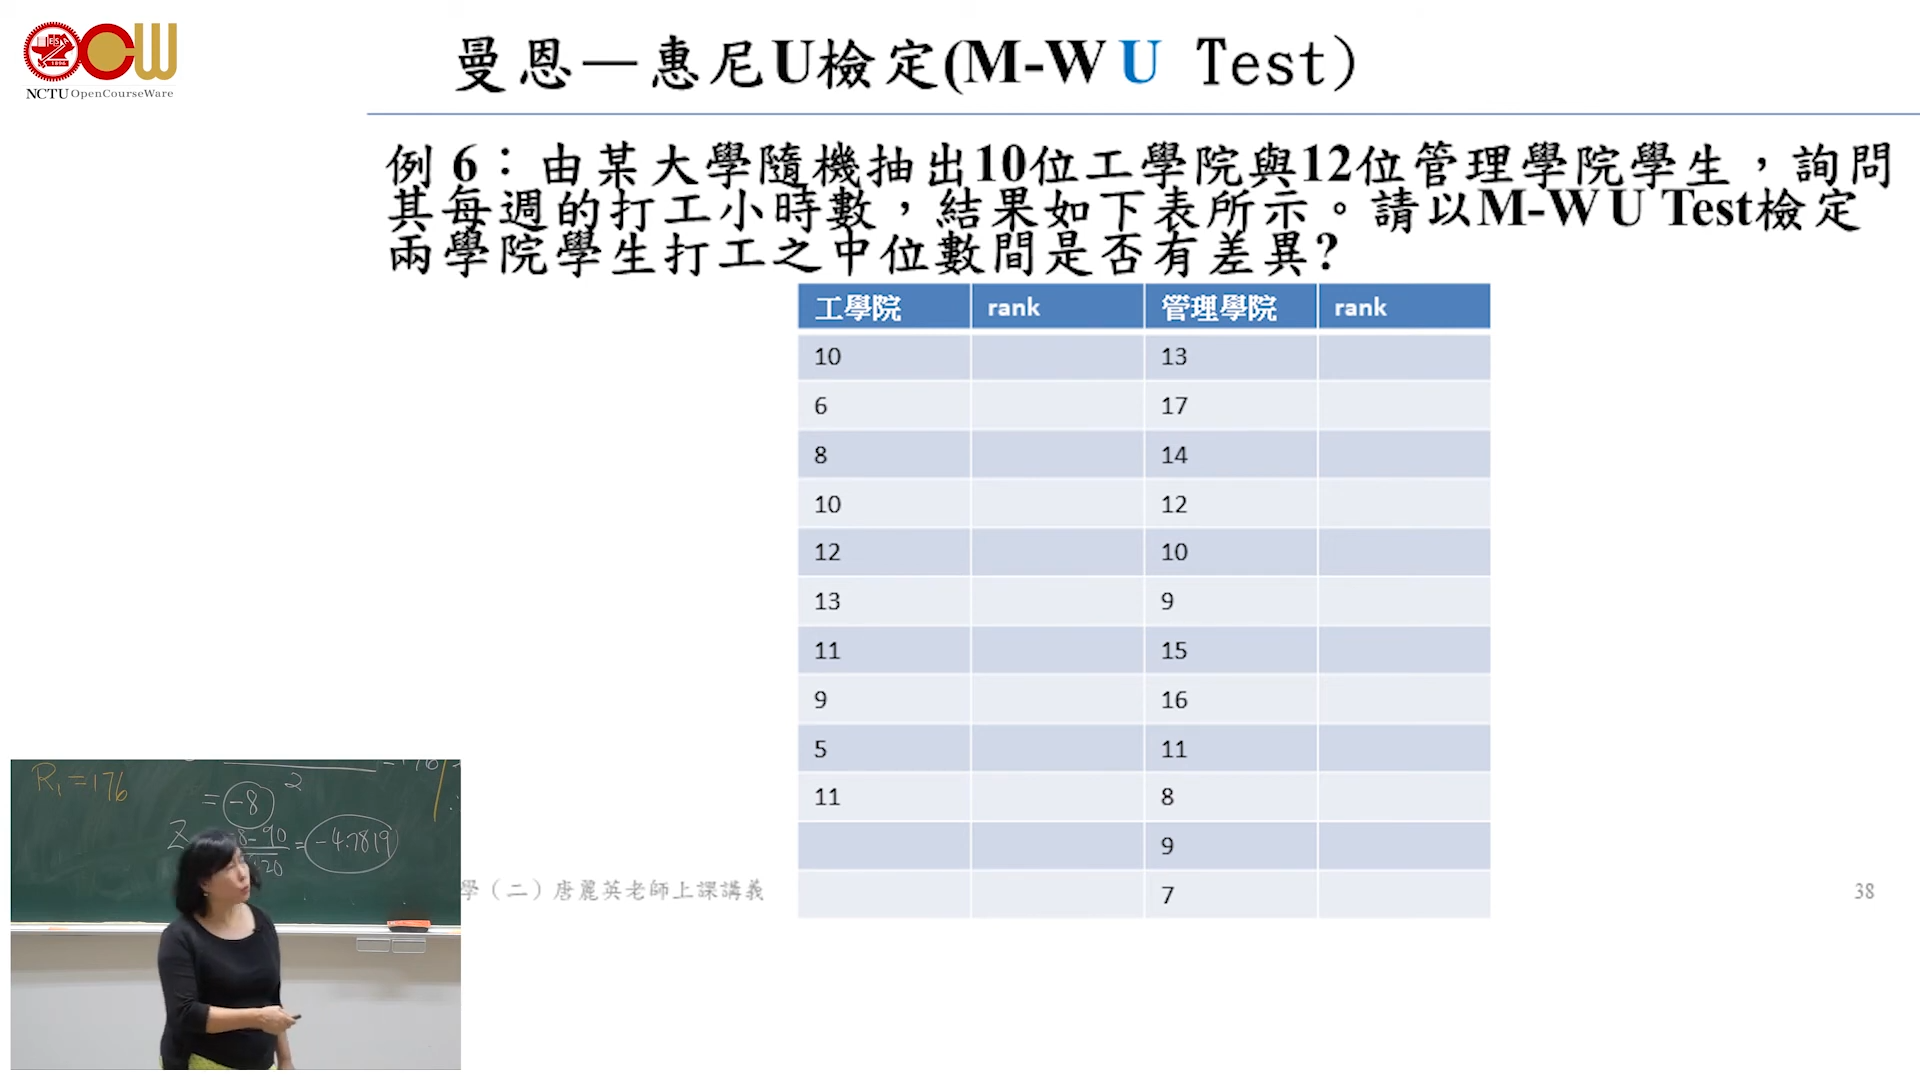 NCTU OpenCourseWare
曼恩－惠尼U檢定(M-W U Test)
例 6：由某大學隨機抽出10位工學院與12位管理學院學生，詢問
其每週的打工小時數，結果如下表所示。請以M-W U Test檢定
兩學院學生打工之中位數間是否有差異?
工學院 rank 管理學院 rank
10 13
6 17
8 14
10 12
12 10
13 9
11 15
9 16
5 11
11 8
9
7
R₁=176
2
= -8
Z
8-90
= -4.7819
20
學（二）唐麗英老師上課講義
38